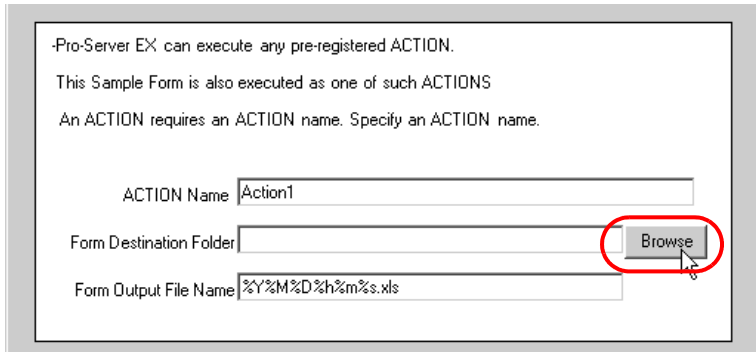 -Pro-Server EX can execute any pre-registered ACTION.
This Sample Form is also executed as one of such ACTIONS
An ACTION requires an ACTION name. Specify an ACTION name.
ACTION Name Action1
Form Destination Folder Browse
Form Output File Name %Y%M%D%h%m%s.xls